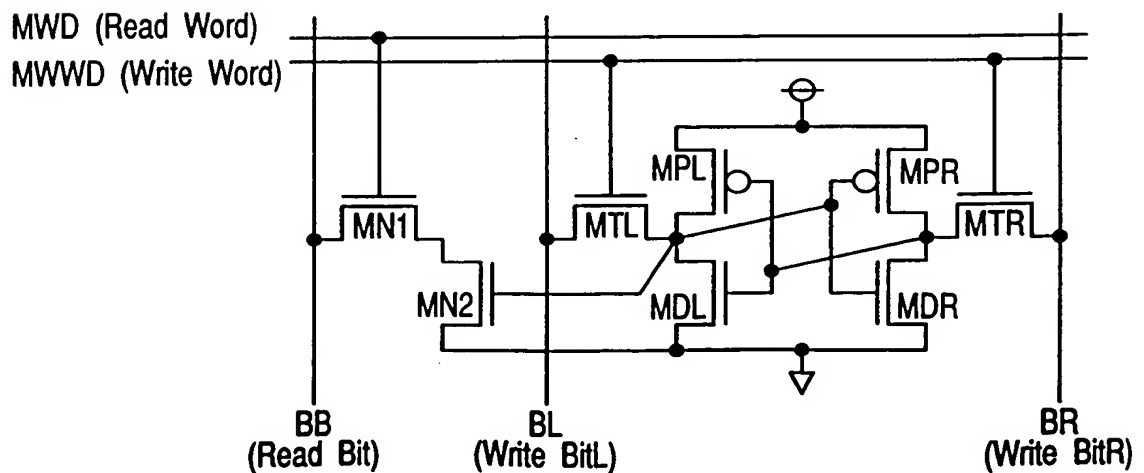 MWD (Read Word)
MWWD (Write Word)
MPL
MPR
MN1
MTL
MTR
MN2
MDL
MDR
BB
(Read Bit)
BL
(Write BitL)
BR
(Write BitR)